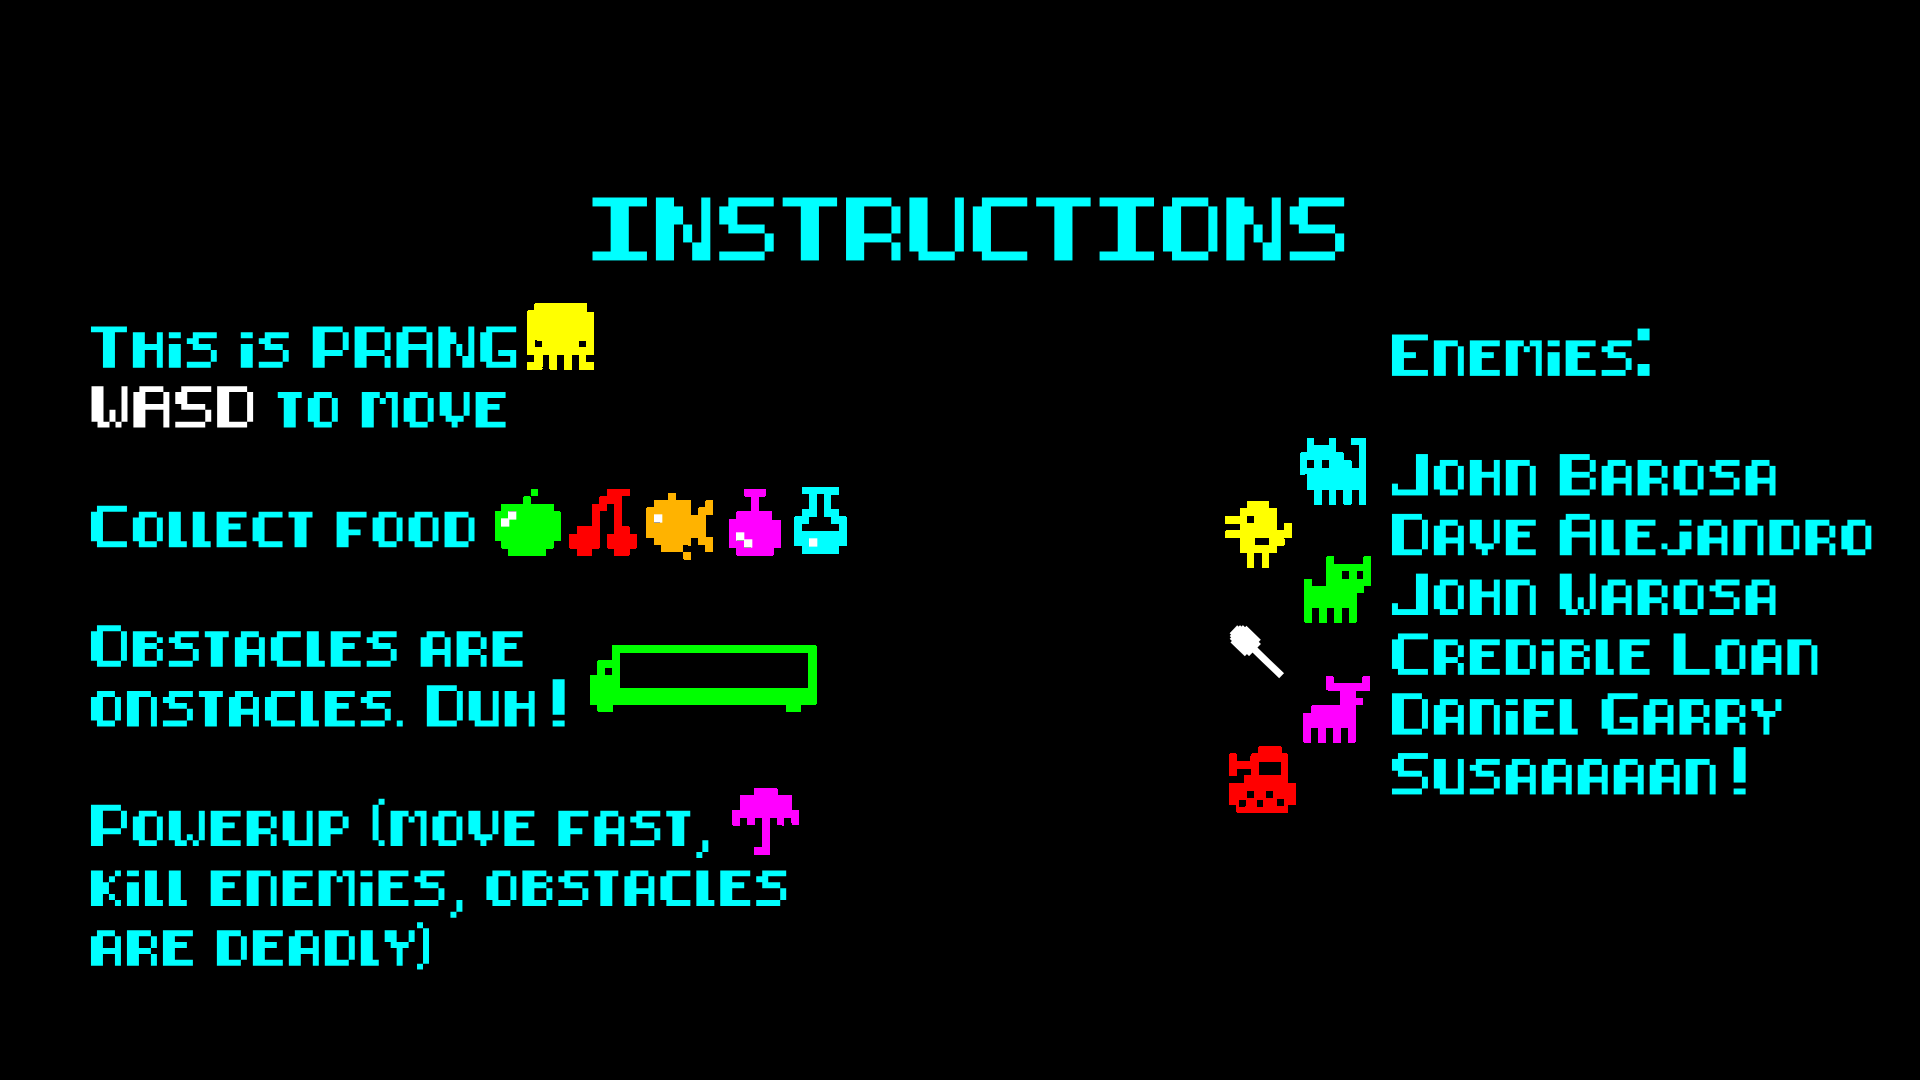 INSTRUCTIONS
This is PRANG
WASD to move
Collect food
Obstacles are
onstacles. Duh!
Powerup (move fast,
kill enemies, obstacles
are deadly)
Enemies:
John Barosa
Dave Alejandro
John Warosa
Credible Loan
Daniel Garry
Susaaaaan!